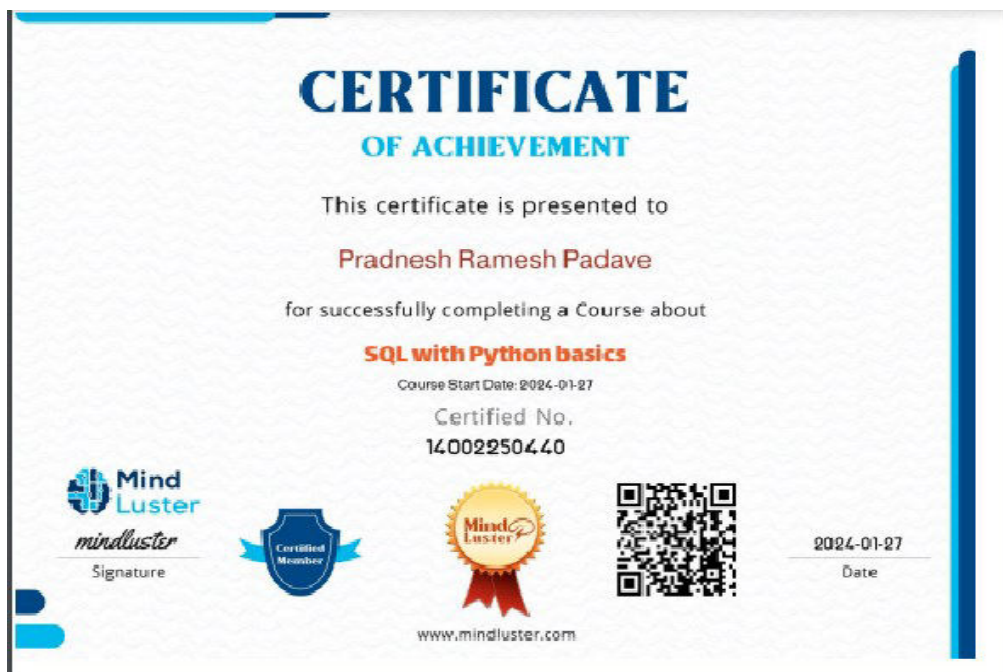 CERTIFICATE
OF ACHIEVEMENT
This certificate is presented to
Pradnesh Ramesh Padave
for successfully completing a Course about
SQL with Python basics
Course Start Date: 2024-01-27
Certified No.
14002250440
Mind
Luster
mindluster
Signature
Certified
Member
Mind
Luster
2024-01-27
Date
www.mindluster.com